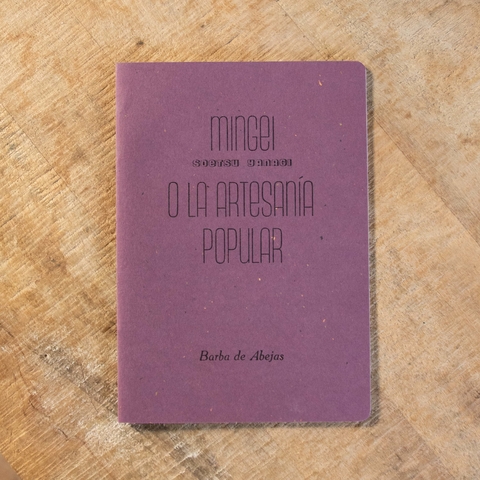 MINGEI
SOETSU YANAGI
O LA ARTESANÍA
POPULAR
Barba de Abejas